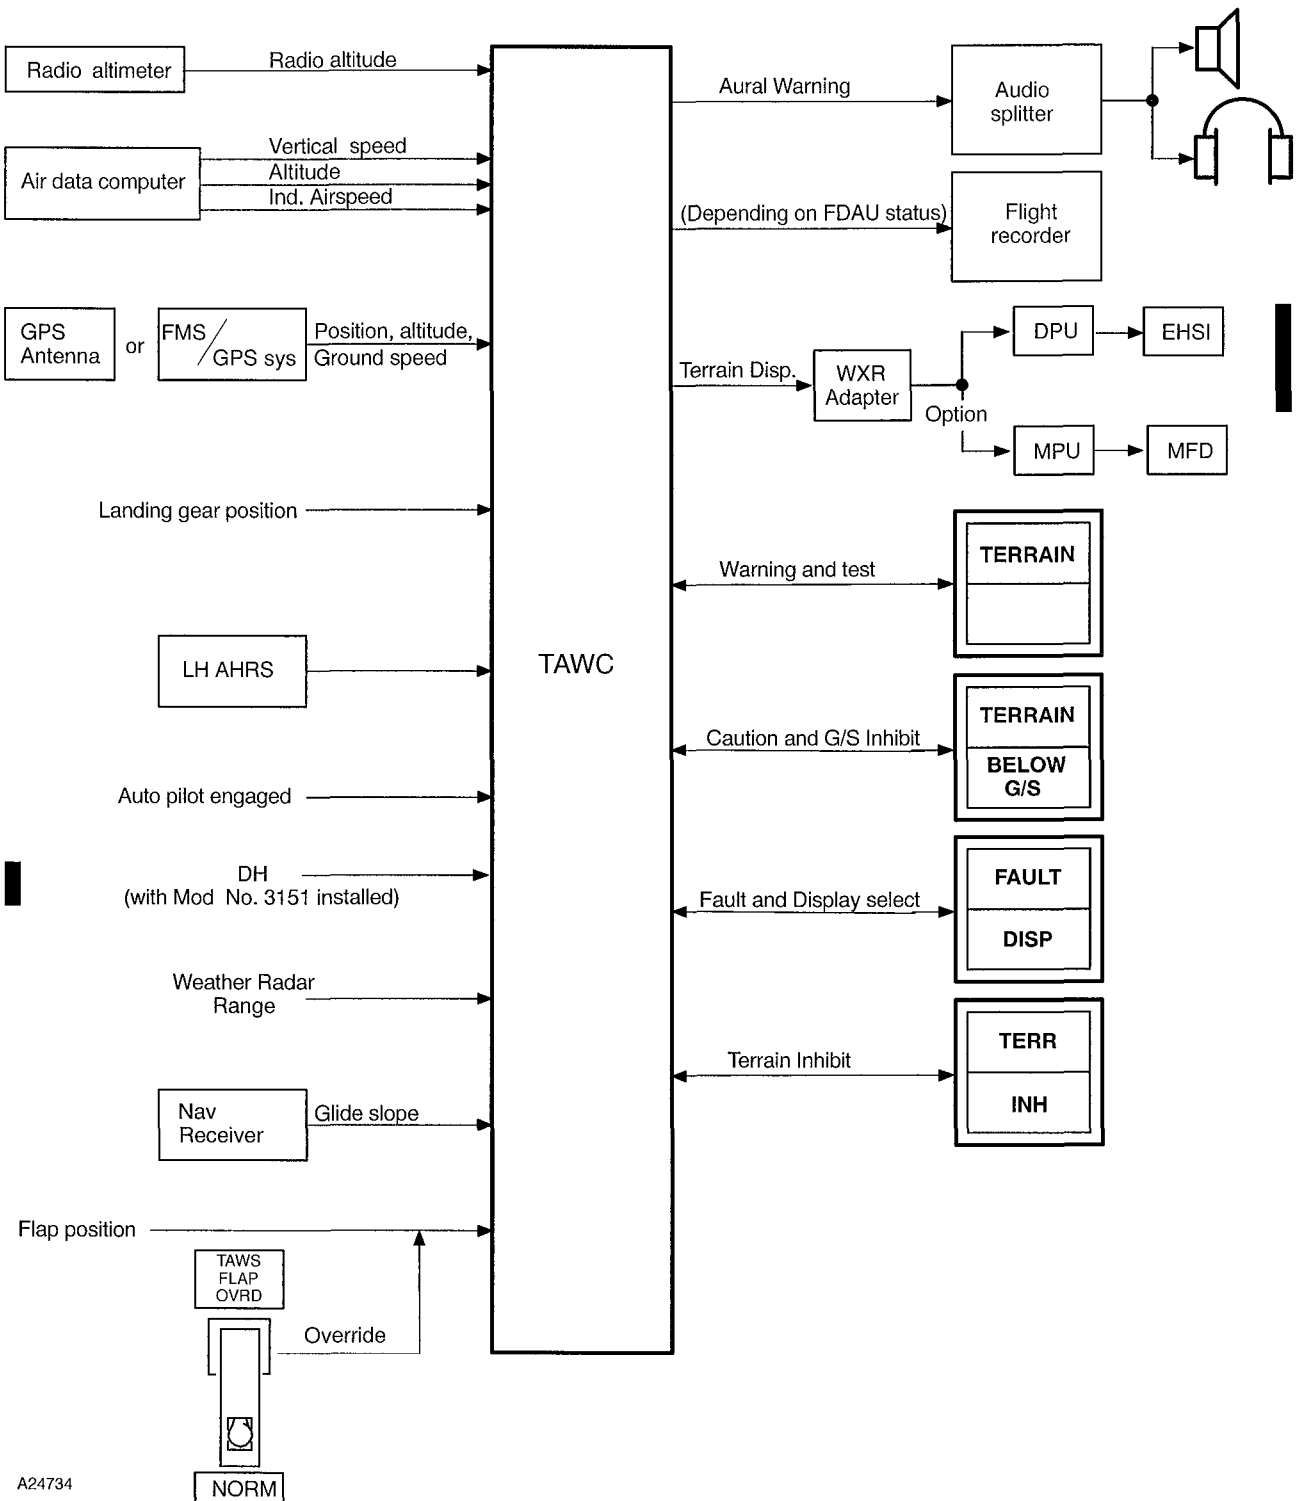 Radio altimeter
Radio altitude
Air data computer
Vertical speed
Altitude
Ind. Airspeed
GPS
Antenna
or
FMS/
GPS sys
Position, altitude,
Ground speed
Landing gear position
LH AHRS
Auto pilot engaged
DH
(with Mod No. 3151 installed)
Weather Radar
Range
Nav
Receiver
Glide slope
Flap position
TAWS
FLAP
OVRD
Override
NORM
A24734
TAWC
Aural Warning
Audio
splitter
(Depending on FDAU status)
Flight
recorder
Terrain Disp.
WXR
Adapter
Option
DPU
EHSI
MPU
MFD
Warning and test
TERRAIN
Caution and G/S Inhibit
TERRAIN
BELOW
G/S
Fault and Display select
FAULT
DISP
Terrain Inhibit
TERR
INH